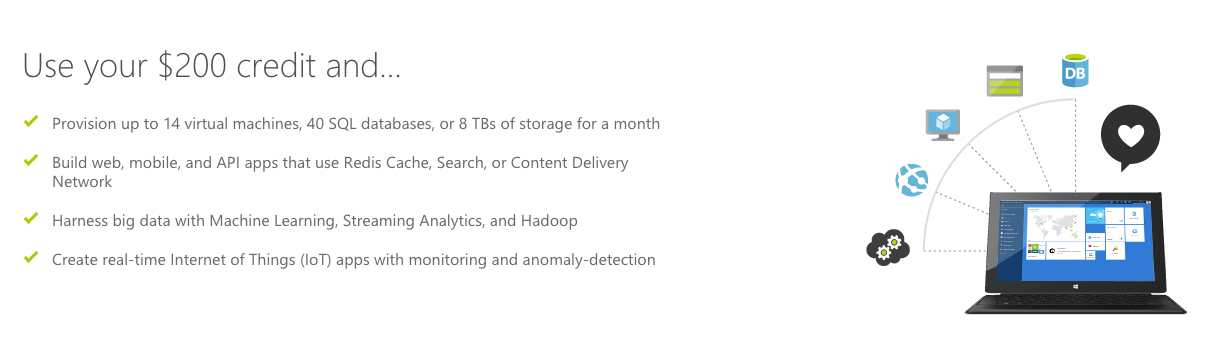 Use your $200 credit and...
Provision up to 14 virtual machines, 40 SQL databases, or 8 TBs of storage for a month
Build web, mobile, and API apps that use Redis Cache, Search, or Content Delivery
Network
Harness big data with Machine Learning, Streaming Analytics, and Hadoop
Create real-time Internet of Things (IoT) apps with monitoring and anomaly-detection
DB